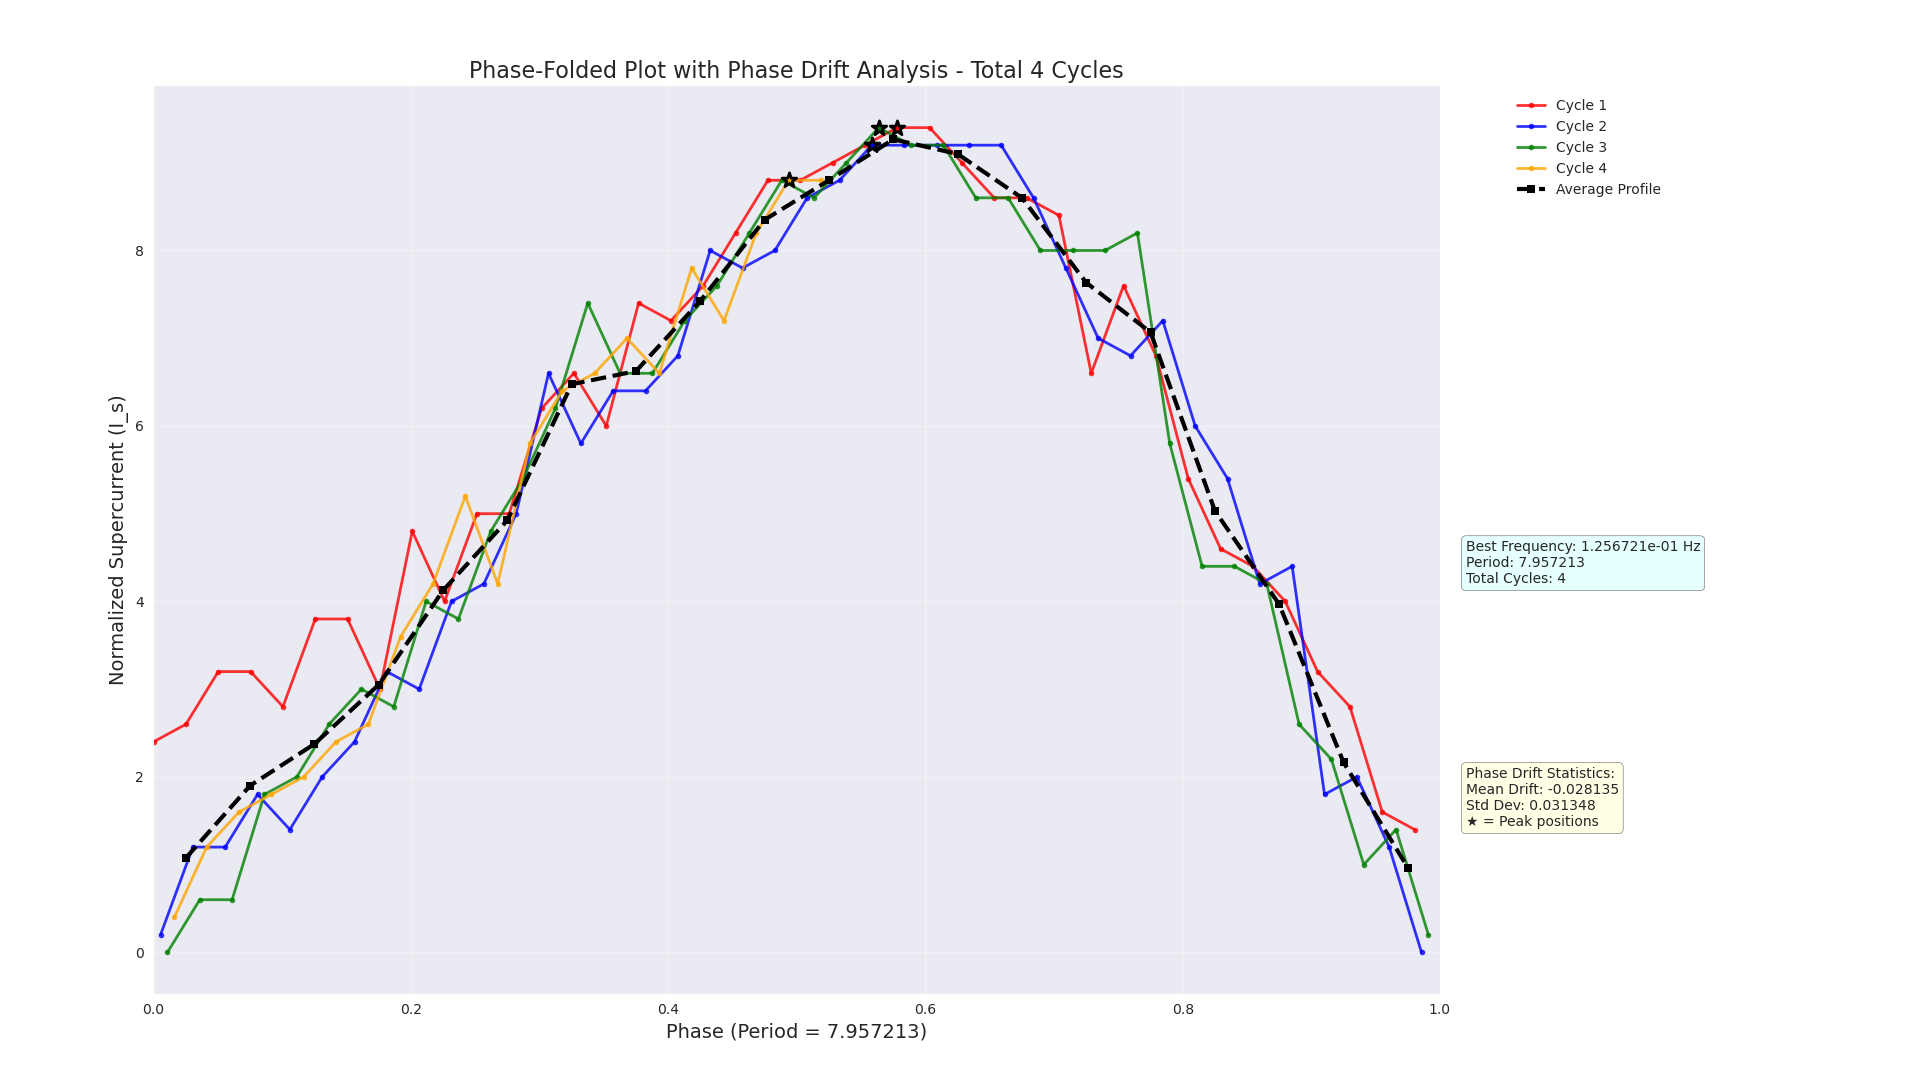 Phase-Folded Plot with Phase Drift Analysis - Total 4 Cycles
Cycle 1
Cycle 2
Cycle 3
Cycle 4
Average Profile
Normalized Supercurrent (I_s)
8
6
4
2
0
Best Frequency: 1.256721e-01 Hz
Period: 7.957213
Total Cycles: 4
Phase Drift Statistics:
Mean Drift: -0.028135
Std Dev: 0.031348
★ = Peak positions
0.0 0.2 0.4 0.6 0.8 1.0
Phase (Period = 7.957213)